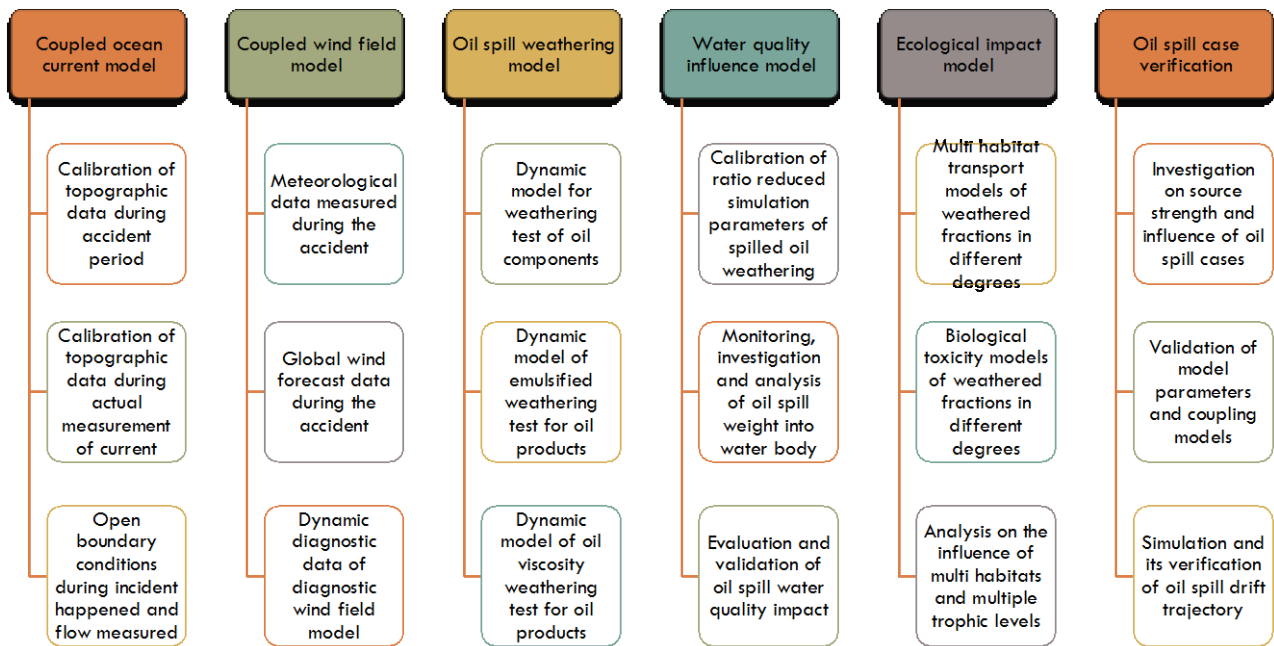 Coupled ocean
current model
Calibration of
topographic
data during
accident
period
Calibration of
topographic
data during
actual
measurement
of current
Open
boundary
conditions
during incident
happened and
flow measured
Coupled wind field
model
Meteorological
data measured
during the
accident
Global wind
forecast data
during the
accident
Dynamic
diagnostic
data of
diagnostic
wind field
model
Oil spill weathering
model
Dynamic
model for
weathering
test of oil
components
Dynamic
model of
emulsified
weathering
test for oil
products
Dynamic
model of oil
viscosity
weathering
test for oil
products
Water quality
influence model
Calibration of
ratio reduced
simulation
parameters of
spilled oil
weathering
Monitoring,
investigation
and analysis
of oil spill
weight into
water body
Evaluation and
validation of
oil spill water
quality impact
Ecological impact
model
Multi habitat
transport
models of
weathered
fractions in
different
degrees
Biological
toxicity models
of weathered
fractions in
different
degrees
Analysis on the
influence of
multi habitats
and multiple
trophic levels
Oil spill case
verification
Investigation
on source
strength and
influence of oil
spill cases
Validation of
model
parameters
and coupling
models
Simulation and
its verification
of oil spill drift
trajectory